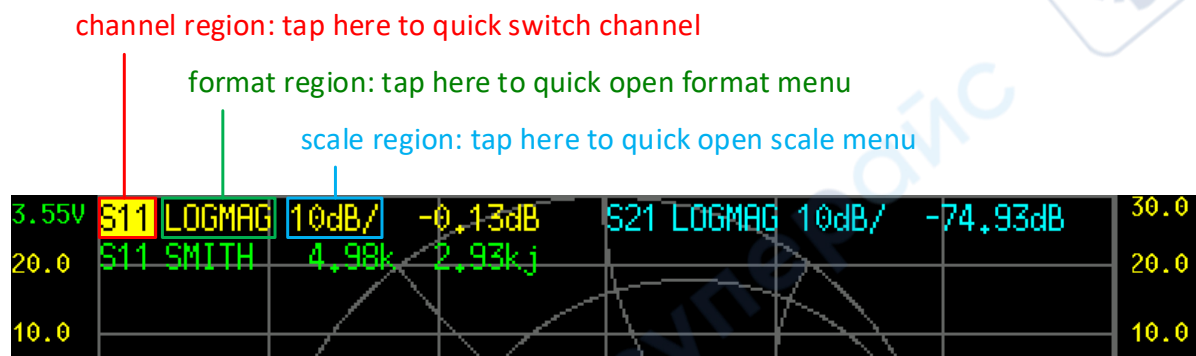 channel region: tap here to quick switch channel
format region: tap here to quick open format menu
scale region: tap here to quick open scale menu
3.55V S11 LOGMAG 10dB/ -0.13dB S21 LOGMAG 10dB/ -74.93dB 30.0
20.0 S11 SMITH 4.98k 2.93kj 20.0
10.0 10.0